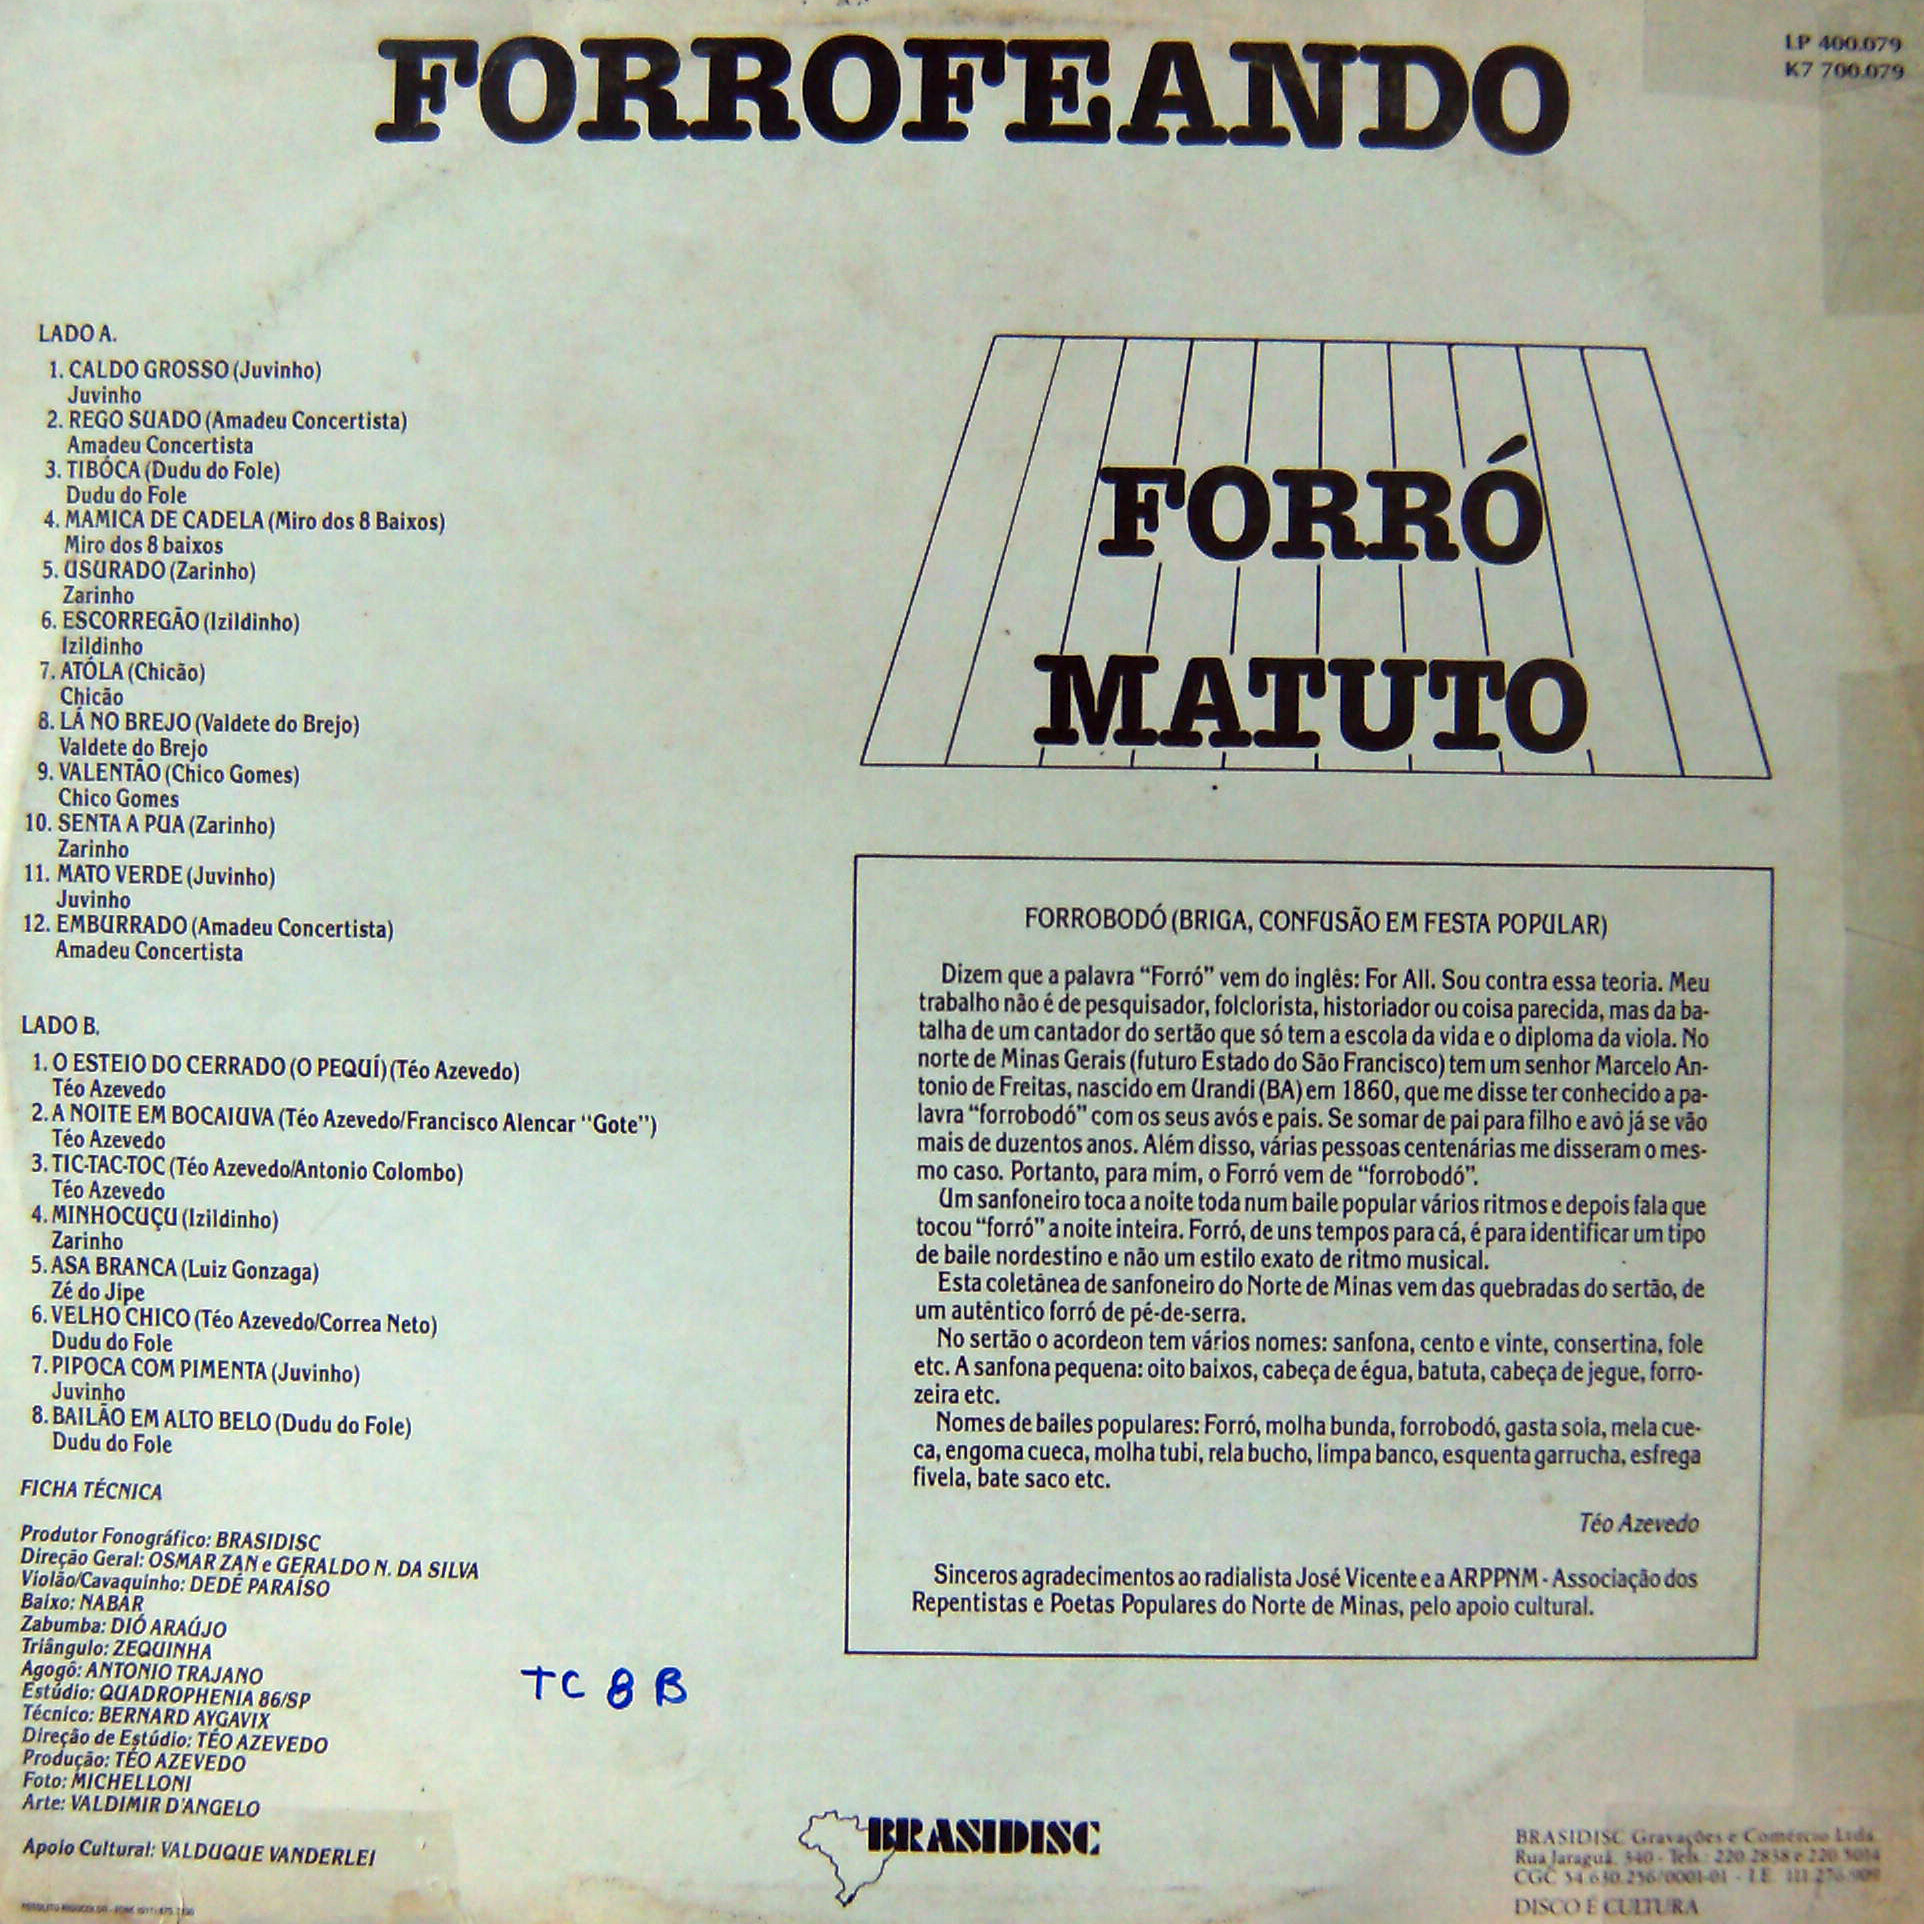 FORROFEANDO
LP 400.079
K7 700.079
LADO A.
1. CALDO GROSSO (Juvinho)
Juvinho
2. REGO SUADO (Amadeu Concertista)
Amadeu Concertista
3. TIBÓCA (Dudu do Fole)
Dudu do Fole
4. MAMICA DE CADELA (Miro dos 8 Baixos)
Miro dos 8 baixos
5. USURADO (Zarinho)
Zarinho
6. ESCORREGÃO (Izildinho)
Izildinho
7. ATÓLA (Chicão)
Chicão
8. LÁ NO BREJO (Valdete do Brejo)
Valdete do Brejo
9. VALENTÃO (Chico Gomes)
Chico Gomes
10. SENTA A PUA (Zarinho)
Zarinho
11. MATO VERDE (Juvinho)
Juvinho
12. EMBURRADO (Amadeu Concertista)
Amadeu Concertista
LADO B.
1. O ESTEIO DO CERRADO (O PEQUÍ) (Téo Azevedo)
Téo Azevedo
2. A NOITE EM BOCAIUVA (Téo Azevedo/Francisco Alencar "Gote")
Téo Azevedo
3. TIC-TAC-TOC (Téo Azevedo/Antonio Colombo)
Téo Azevedo
4. MINHOCUÇU (Izildinho)
Zarinho
5. ASA BRANCA (Luiz Gonzaga)
Zé do Jipe
6. VELHO CHICO (Téo Azevedo/Correa Neto)
Dudu do Fole
7. PIPOCA COM PIMENTA (Juvinho)
Juvinho
8. BAILÃO EM ALTO BELO (Dudu do Fole)
Dudu do Fole
FICHA TÉCNICA
Produtor Fonográfico: BRASIDISC
Direção Geral: OSMAR ZAN e GERALDO N. DA SILVA
Violão/Cavaquinho: DEDÉ PARAÍSO
Baixo: NABAR
Zabumba: DIÓ ARAÚJO
Triângulo: ZEQUINHA
Agogô: ANTONIO TRAJANO
Estúdio: QUADROPHENIA 86/SP
Técnico: BERNARD AYGAVIX
Direção de Estúdio: TÉO AZEVEDO
Produção: TÉO AZEVEDO
Foto: MICHELLONI
Arte: VALDIMIR D'ANGELO
Apoio Cultural: VALDUQUE VANDERLEI
TC 8 B
FORRÓ
MATUTO
FORROBODÓ (BRIGA, CONFUSÃO EM FESTA POPULAR)
Dizem que a palavra "Forró" vem do inglês: For All. Sou contra essa teoria. Meu
trabalho não é de pesquisador, folclorista, historiador ou coisa parecida, mas da ba-
talha de um cantador do sertão que só tem a escola da vida e o diploma da viola. No
norte de Minas Gerais (futuro Estado do São Francisco) tem um senhor Marcelo An-
tonio de Freitas, nascido em Urandi (BA) em 1860, que me disse ter conhecido a pa-
lavra "forrobodó" com os seus avós e pais. Se somar de pai para filho e avô já se vão
mais de duzentos anos. Além disso, várias pessoas centenárias me disseram o mes-
mo caso. Portanto, para mim, o Forró vem de "forrobodó".
Um sanfoneiro toca a noite toda num baile popular vários ritmos e depois fala que
tocou "forró" a noite inteira. Forró, de uns tempos para cá, é para identificar um tipo
de baile nordestino e não um estilo exato de ritmo musical.
Esta coletânea de sanfoneiro do Norte de Minas vem das quebradas do sertão, de
um autêntico forró de pé-de-serra.
No sertão o acordeon tem vários nomes: sanfona, cento e vinte, consertina, fole
etc. A sanfona pequena: oito baixos, cabeça de égua, batuta, cabeça de jegue, forro-
zeira etc.
Nomes de bailes populares: Forró, molha bunda, forrobodó, gasta sola, mela cue-
ca, engoma cueca, molha tubi, rela bucho, limpa banco, esquenta garrucha, esfrega
fivela, bate saco etc.
Téo Azevedo
Sinceros agradecimentos ao radialista José Vicente e a ARPPNM - Associação dos
Repentistas e Poetas Populares do Norte de Minas, pelo apoio cultural.
BRASIDISC
BRASIDISC Gravações e Comércio Ltda.
Rua Jaraguá, 540 - Tels.: 220 2838 e 220 5014
CGC 54.630.256/0001-01 - I.E. 111.276.909
DISCO É CULTURA